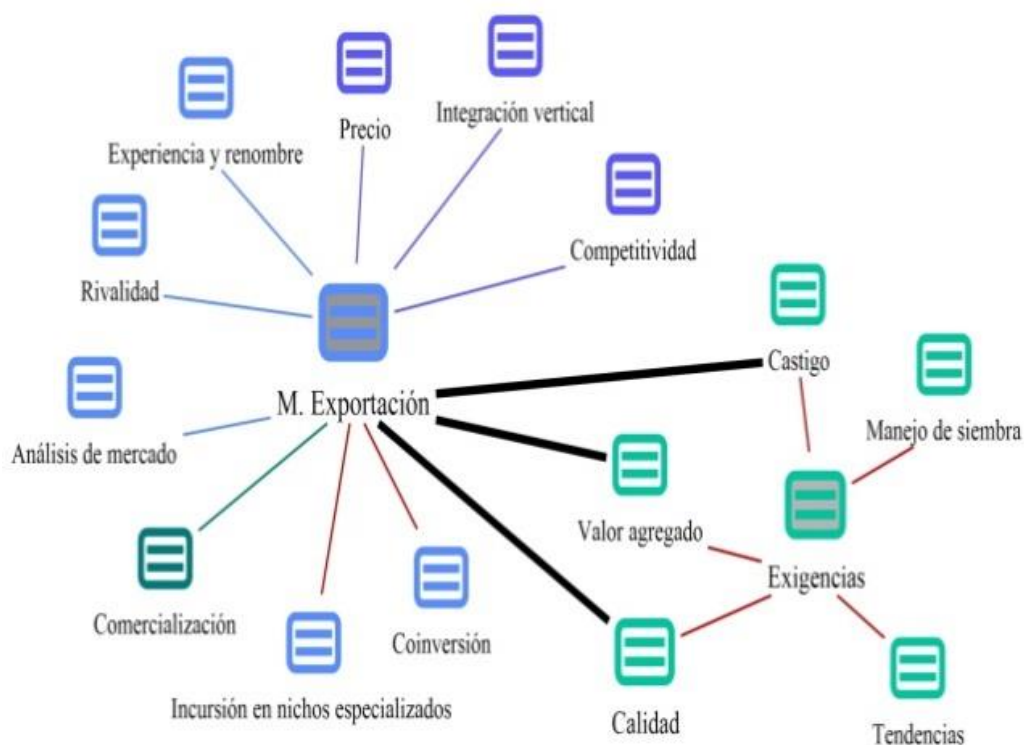 Integración vertical
Precio
Experiencia y renombre
Competitividad
Rivalidad
Castigo
M. Exportación
Manejo de siembra
Análisis de mercado
Valor agregado
Exigencias
Comercialización
Coinversión
Incursión en nichos especializados
Calidad
Tendencias